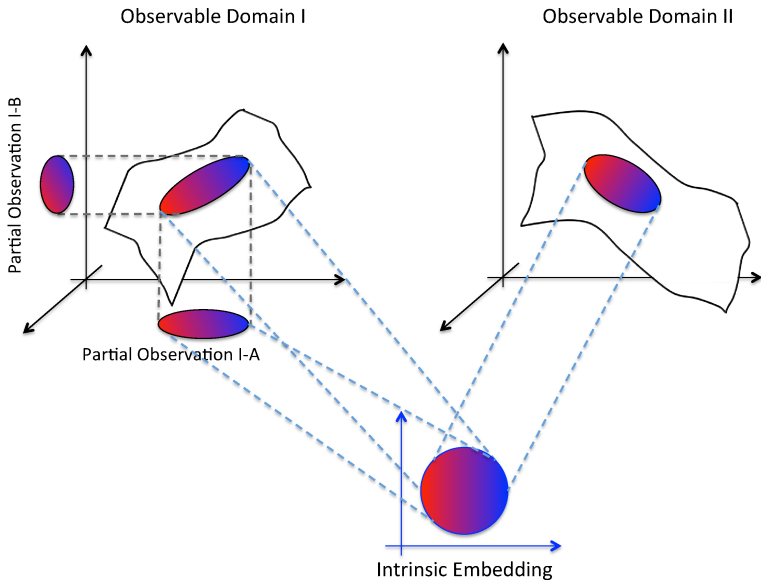 Observable Domain I
Observable Domain II
Partial Observation I-B
Partial Observation I-A
Intrinsic Embedding